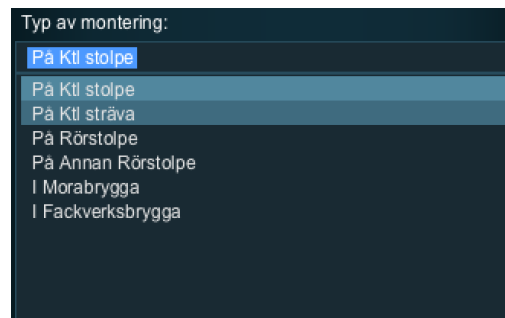 Typ av montering:
På Ktl stolpe
På Ktl stolpe
På Ktl sträva
På Rörstolpe
På Annan Rörstolpe
I Morabrygga
I Fackverksbrygga